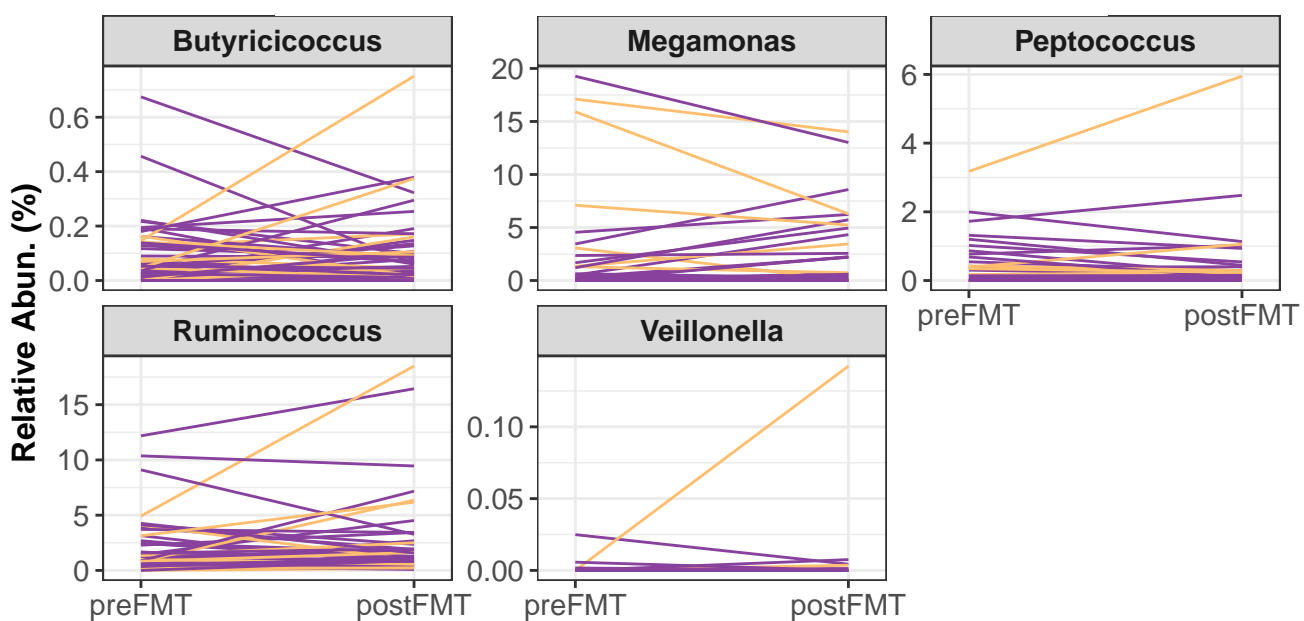 Relative Abun. (%)
Butyricicoccus
0.6
0.4
0.2
0.0
Megamonas
20
15
10
5
0
Peptococcus
6
4
2
0
preFMT
postFMT
Ruminococcus
15
10
5
0
preFMT
postFMT
Veillonella
0.10
0.05
0.00
preFMT
postFMT